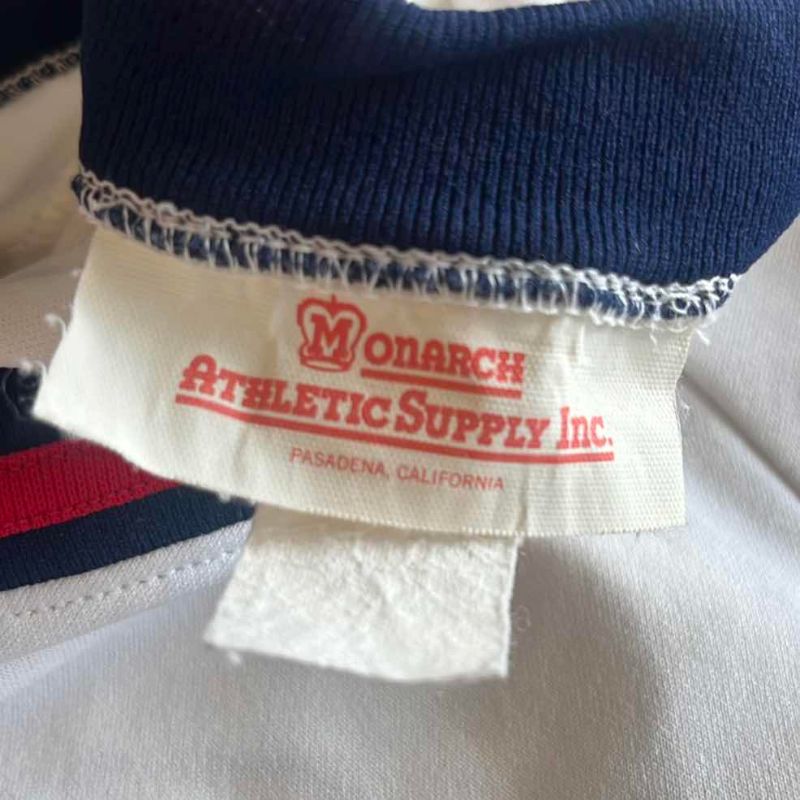 MONARCH
ATHLETIC SUPPLY INC.
PASADENA, CALIFORNIA